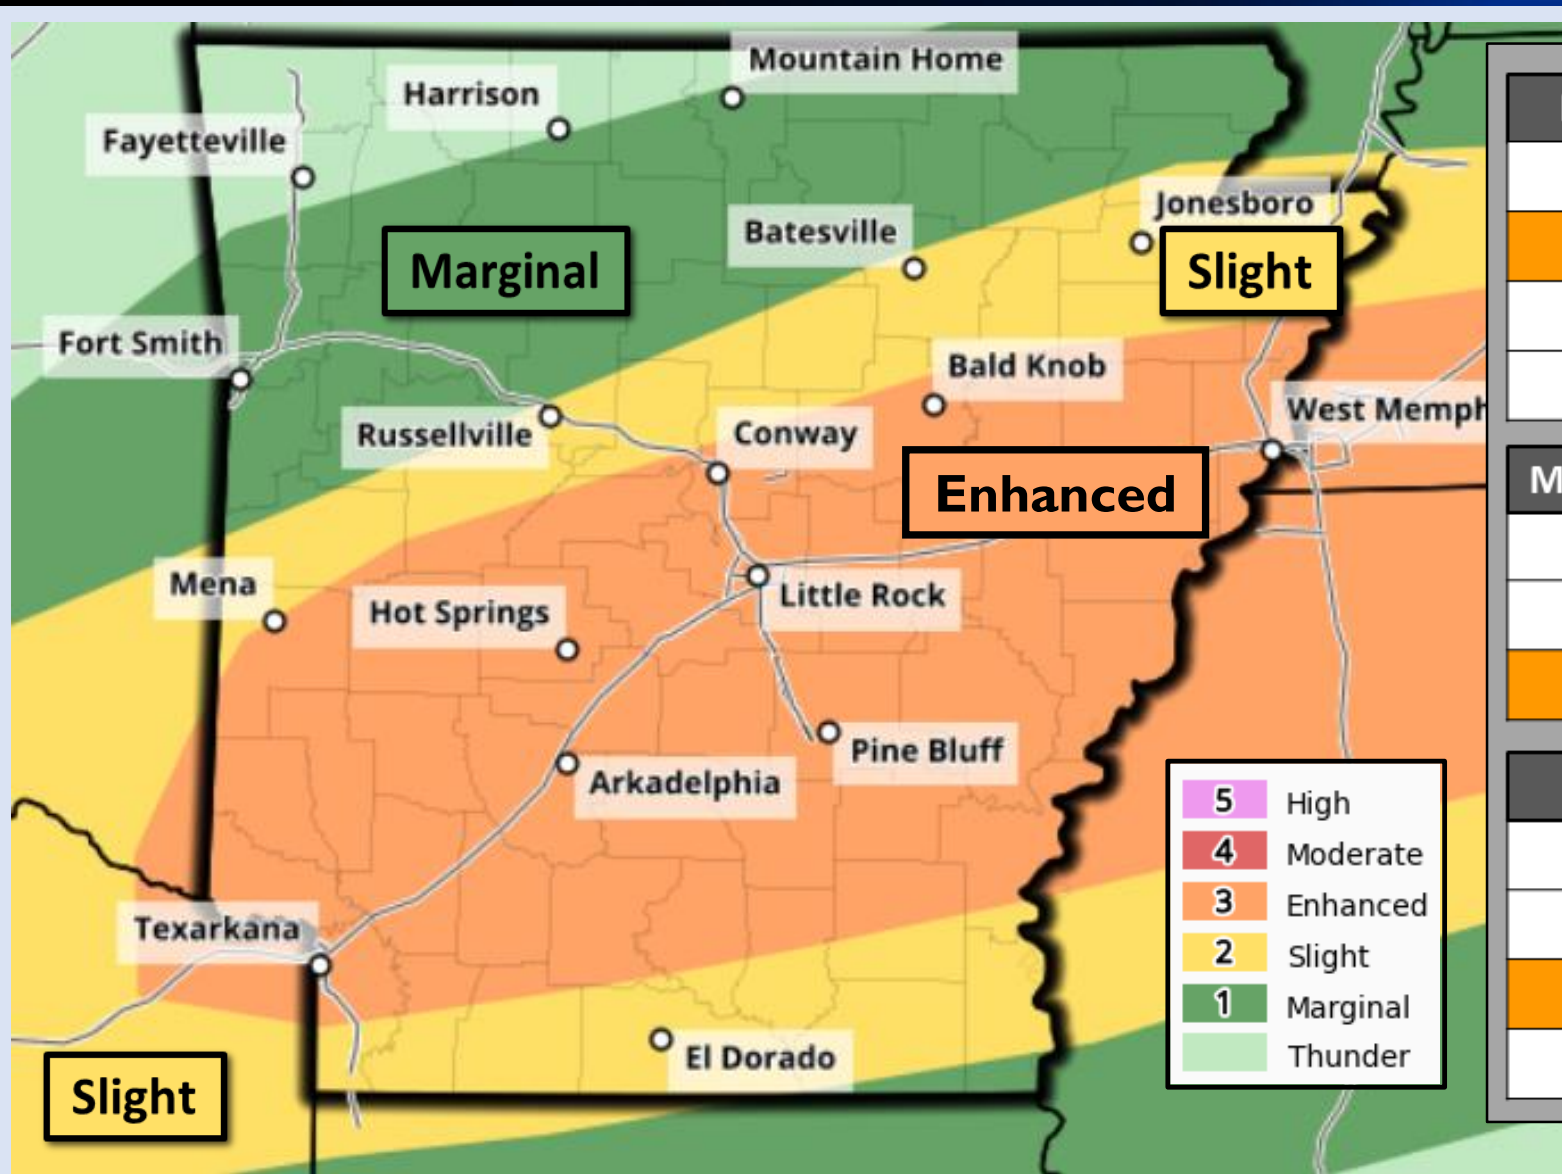 Mountain Home
Harrison
Fayetteville
Jonesboro
Batesville
Marginal
Slight
Fort Smith
Bald Knob
West Memph
Russellville
Conway
Enhanced
M
Mena
Hot Springs
Little Rock
Pine Bluff
Arkadelphia
5 High
4 Moderate
3 Enhanced
2 Slight
1 Marginal
Thunder
Texarkana
El Dorado
Slight